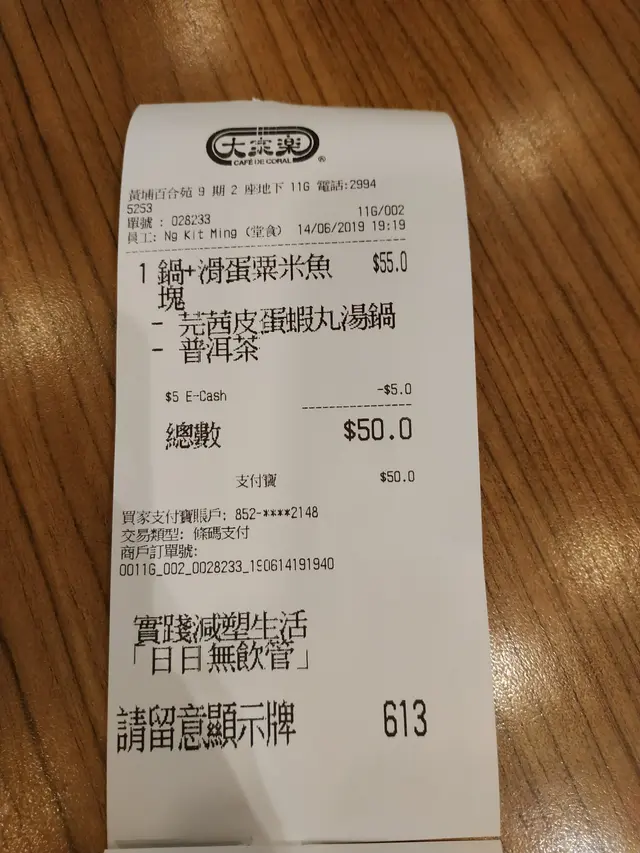 大家樂
CAFÉ DE CORAL ®
黃埔百合苑 9 期 2 座地下 11G 電話:2994
5253
單號 : 028233 11G/002
員工: Ng Kit Ming (堂食) 14/06/2019 19:19
1 鍋+滑蛋粟米魚 $55.0
塊
- 芫茜皮蛋蝦丸湯鍋
- 普洱茶
$5 E-Cash -$5.0
總數 $50.0
支付寶 $50.0
買家支付寶賬戶: 852-****2148
交易類型: 條碼支付
商戶訂單號:
0011G_002_0028233_190614191940
實踐減塑生活
「日日無飲管」
請留意顯示牌 613